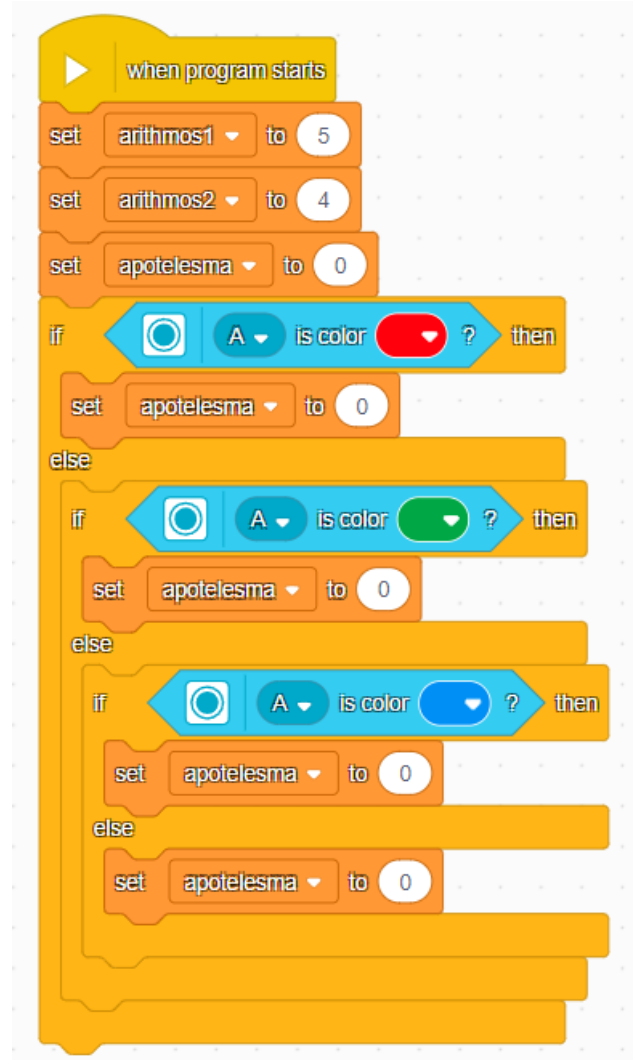 when program starts
set arithmos1 to 5
set arithmos2 to 4
set apotelesma to 0
if A is color ? then
set apotelesma to 0
else
if A is color ? then
set apotelesma to 0
else
if A is color ? then
set apotelesma to 0
else
set apotelesma to 0